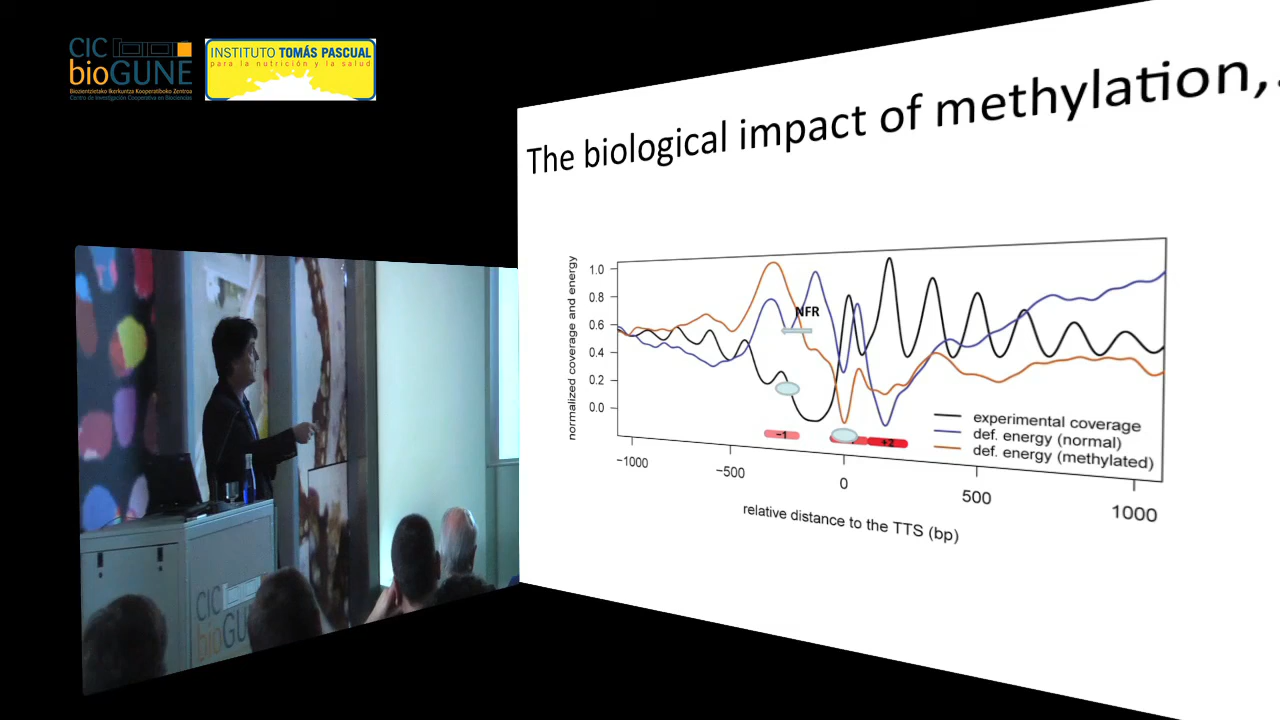 CIC
bioGUNE
Biozientzietako Ikerkuntza Kooperatiboko Zentroa
Centro de Investigación Cooperativa en Biociencias
INSTITUTO TOMÁS PASCUAL
para la nutrición y la salud
The biological impact of methylation,.
normalized coverage and energy
1.0
0.8
0.6
0.4
0.2
0.0
NFR
−1
+2
experimental coverage
def. energy (normal)
def. energy (methylated)
−1000
−500
0
500
1000
relative distance to the TTS (bp)
CIC
bioGU